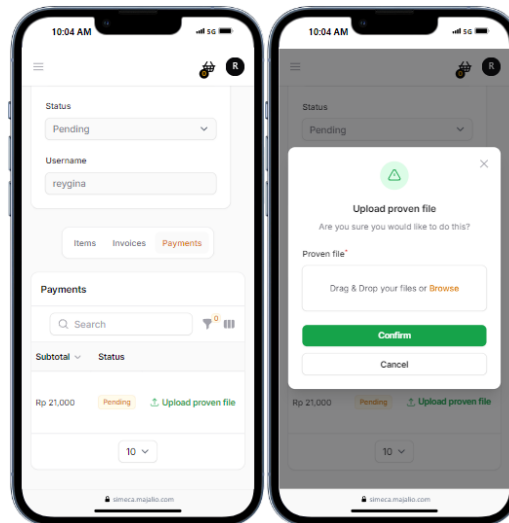 10:04 AM
5G
0
R
Status
Pending
Username
reygina
Items Invoices Payments
Payments
Search
0
Subtotal Status
Rp 21,000 Pending Upload proven file
10
simeca.majalio.com
10:04 AM
5G
0
R
Status
Pending
Upload proven file
Are you sure you would like to do this?
Proven file*
Drag & Drop your files or Browse
Confirm
Cancel
Rp 21,000 Pending Upload proven file
10
simeca.majalio.com